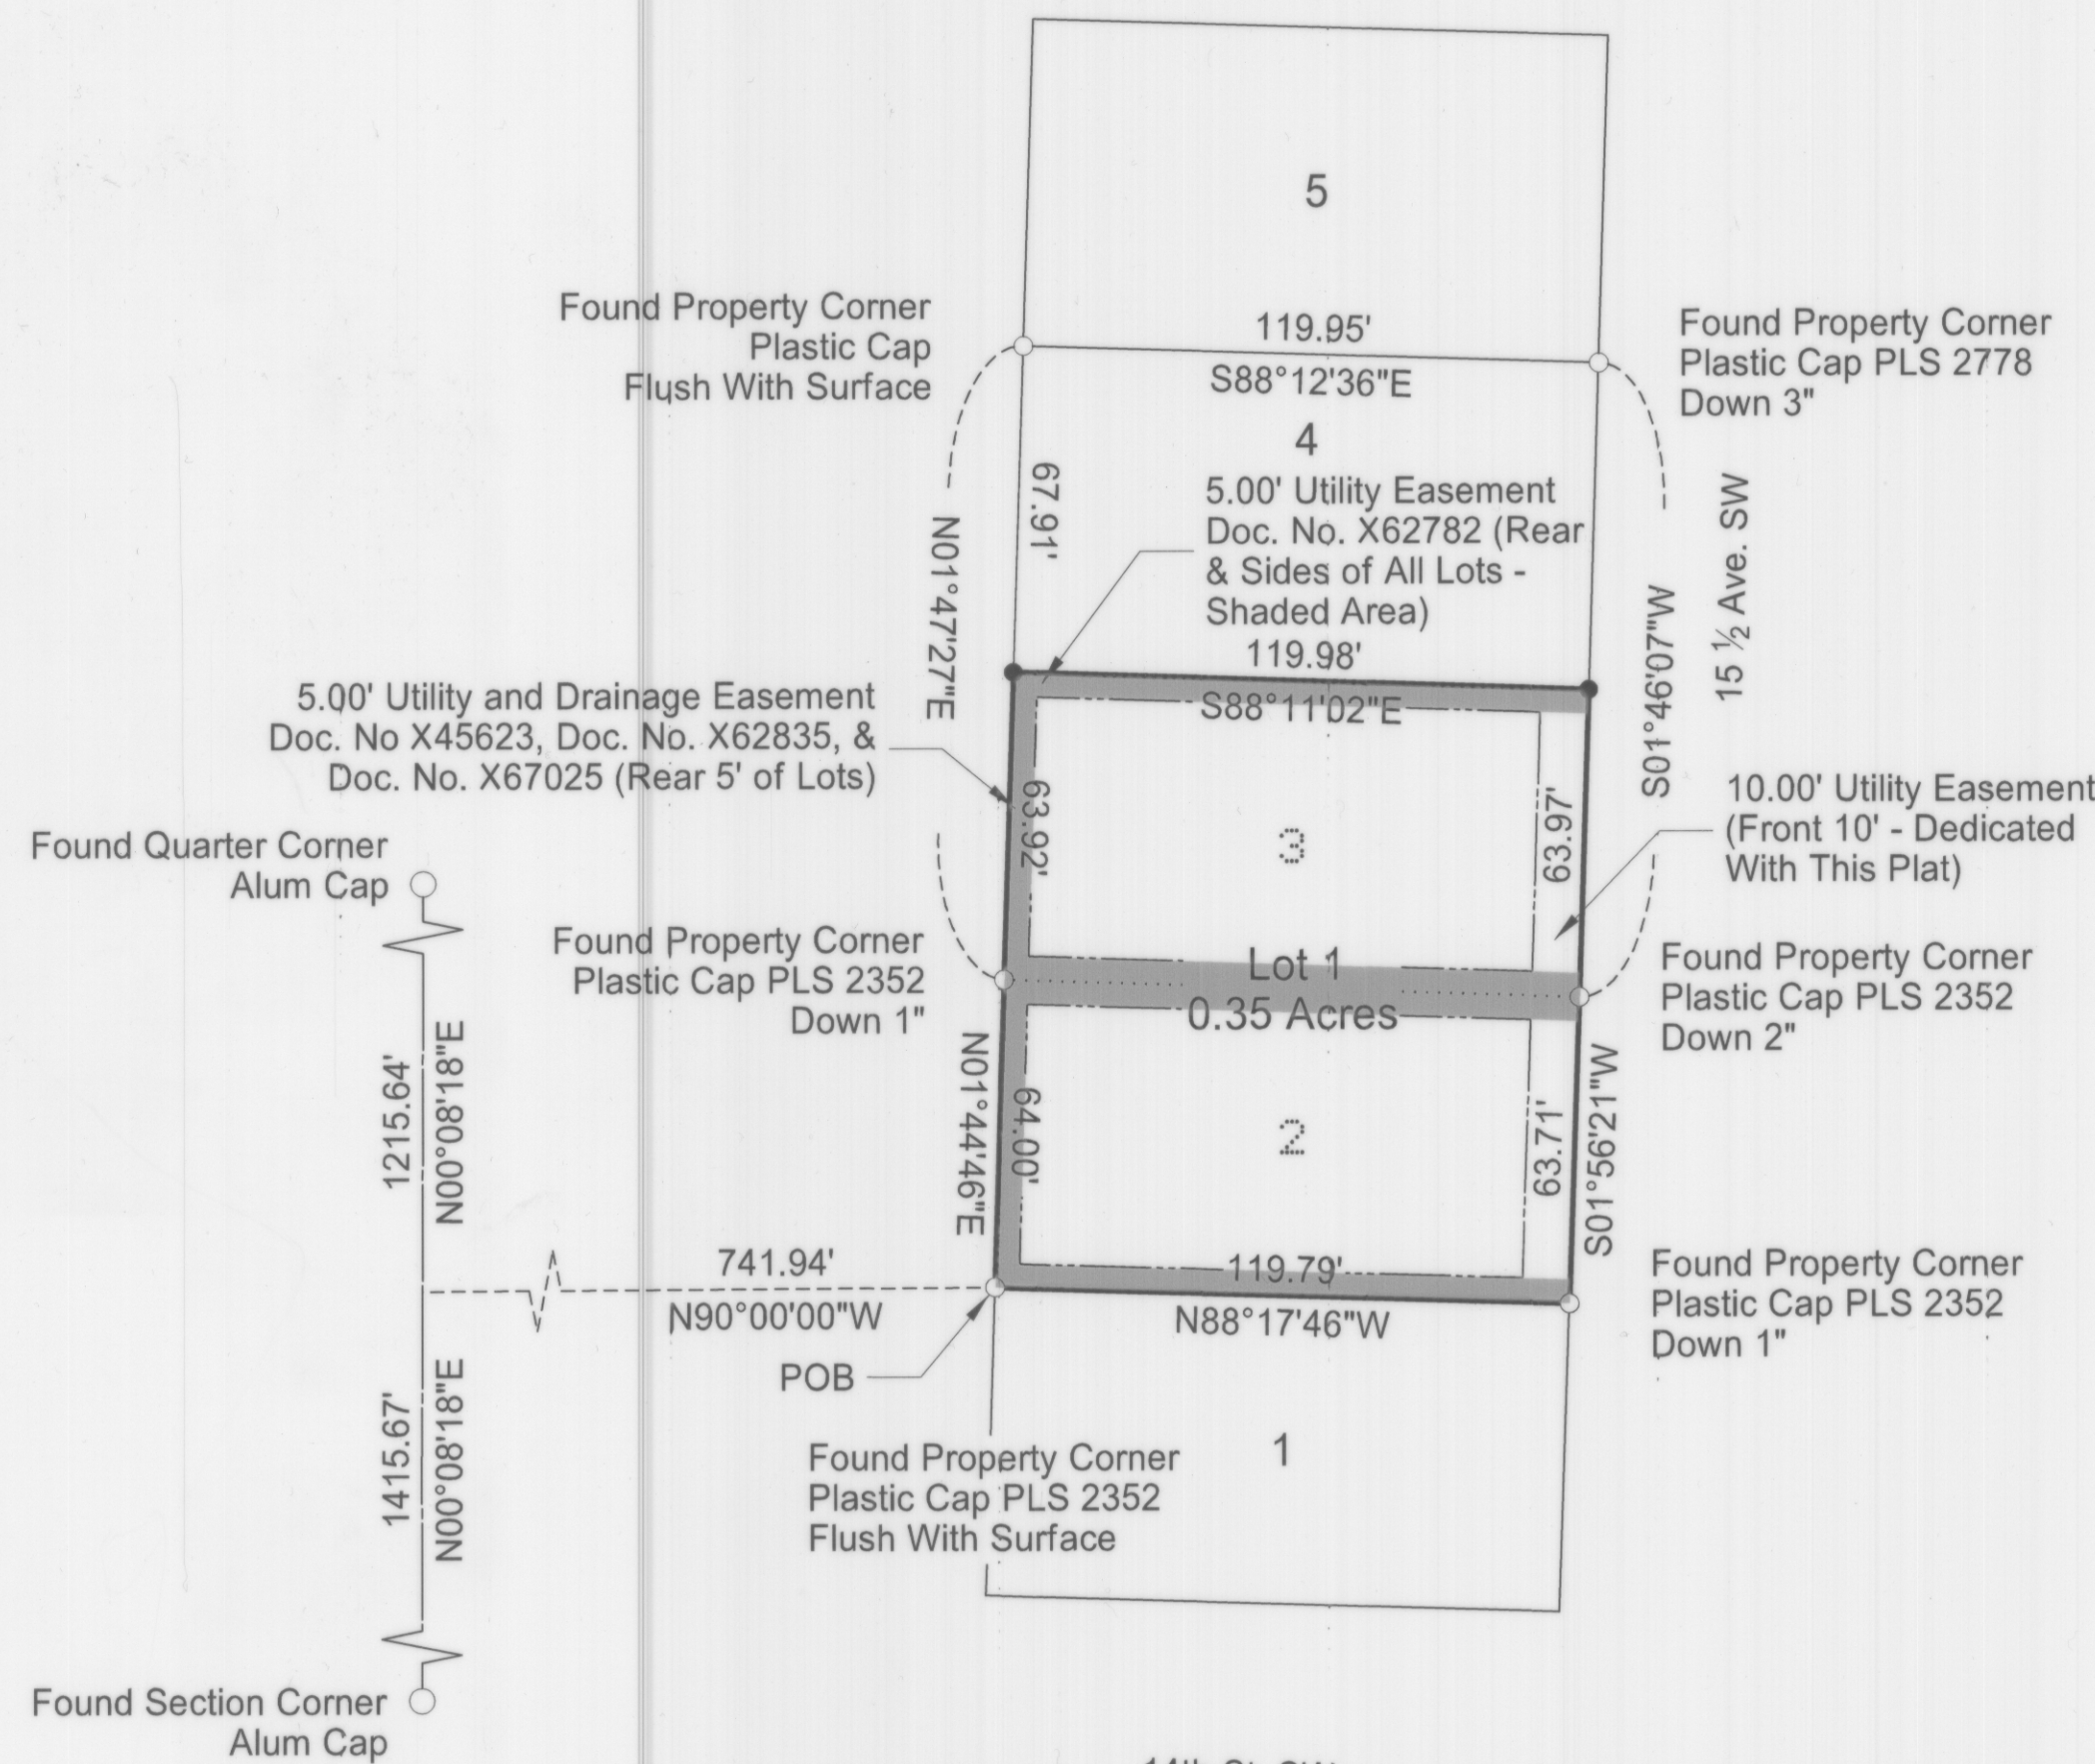 5
Found Property Corner
Plastic Cap
Flush With Surface
119.95'
S88°12'36"E
Found Property Corner
Plastic Cap PLS 2778
Down 3"
4
67.91'
N01°47'27"E
5.00' Utility Easement
Doc. No. X62782 (Rear
& Sides of All Lots -
Shaded Area)
15 ½ Ave. SW
S01°46'07"W
119.98'
S88°11'02"E
5.00' Utility and Drainage Easement
Doc. No X45623, Doc. No. X62835, &
Doc. No. X67025 (Rear 5' of Lots)
63.92'
3
63.97'
10.00' Utility Easement
(Front 10' - Dedicated
With This Plat)
Found Quarter Corner
Alum Cap
Found Property Corner
Plastic Cap PLS 2352
Down 1"
Lot 1
0.35 Acres
Found Property Corner
Plastic Cap PLS 2352
Down 2"
1215.64'
N00°08'18"E
N01°44'46"E
64.00'
2
63.71'
S01°56'21"W
741.94'
N90°00'00"W
119.79'
N88°17'46"W
Found Property Corner
Plastic Cap PLS 2352
Down 1"
POB
1415.67'
N00°08'18"E
Found Property Corner
Plastic Cap PLS 2352
Flush With Surface
1
Found Section Corner
Alum Cap